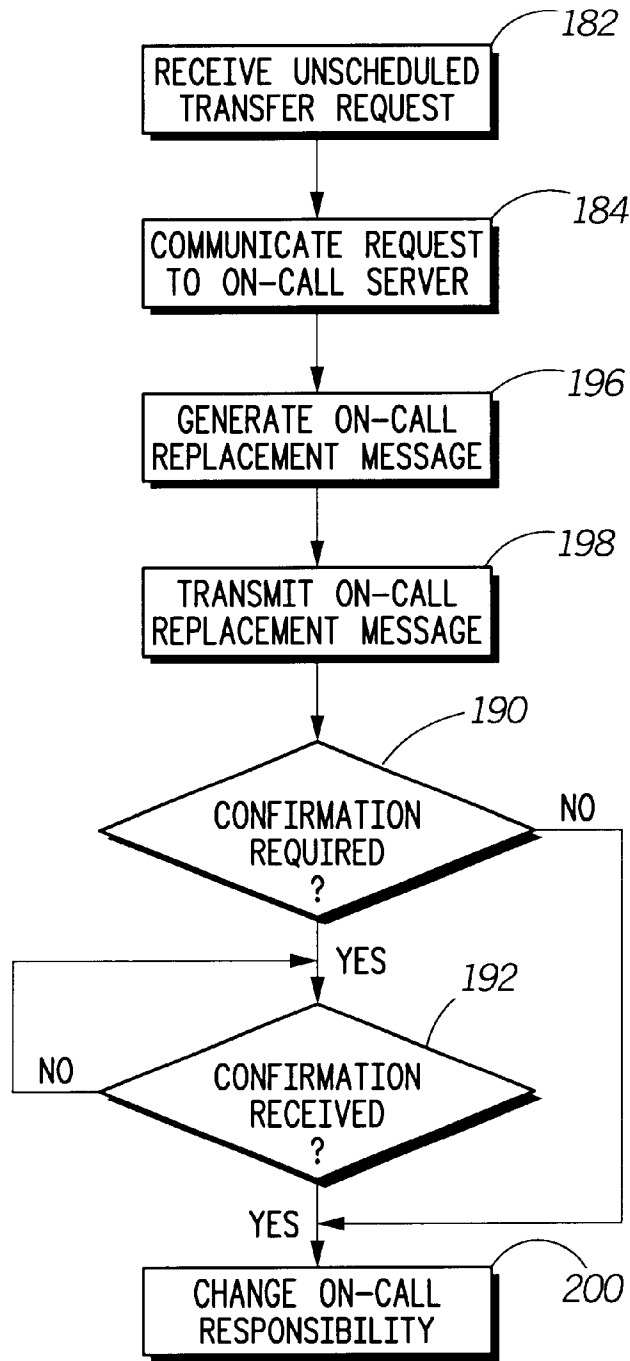 182
RECEIVE UNSCHEDULED
TRANSFER REQUEST
184
COMMUNICATE REQUEST
TO ON-CALL SERVER
196
GENERATE ON-CALL
REPLACEMENT MESSAGE
198
TRANSMIT ON-CALL
REPLACEMENT MESSAGE
190
CONFIRMATION
REQUIRED
?
NO
YES
192
CONFIRMATION
RECEIVED
?
NO
YES
CHANGE ON-CALL
RESPONSIBILITY
200